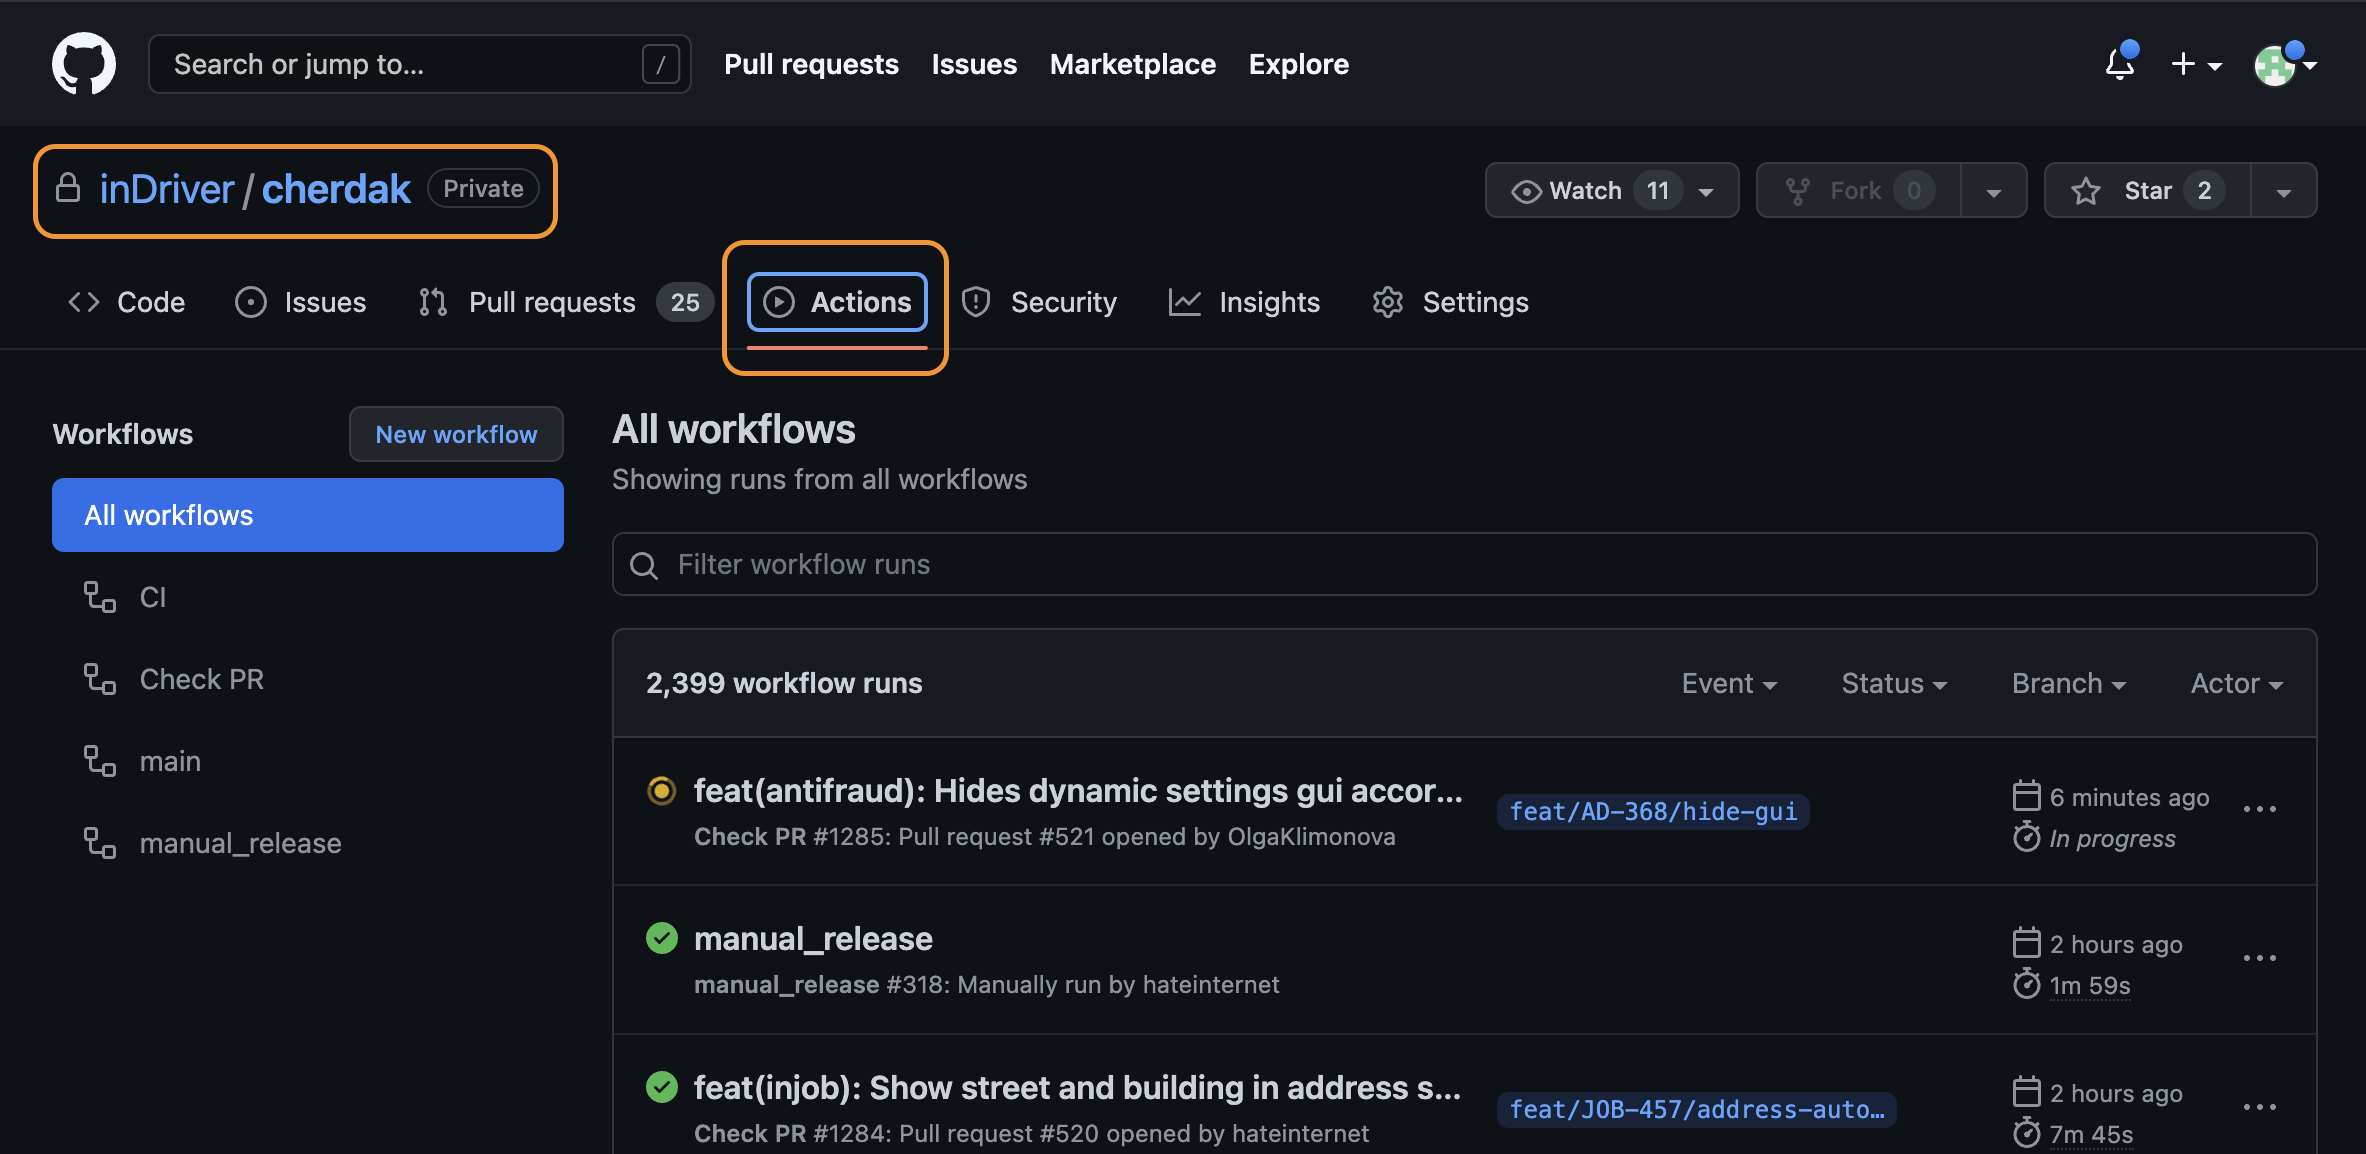 Search or jump to... /
Pull requests Issues Marketplace Explore
inDriver / cherdak Private
Watch 11 Fork 0 Star 2
Code Issues Pull requests 25 Actions Security Insights Settings
Workflows New workflow
All workflows
CI
Check PR
main
manual_release
All workflows
Showing runs from all workflows
Filter workflow runs
2,399 workflow runs Event Status Branch Actor
feat(antifraud): Hides dynamic settings gui accor...
Check PR #1285: Pull request #521 opened by OlgaKlimonova
feat/AD-368/hide-gui
6 minutes ago
In progress
manual_release
manual_release #318: Manually run by hateinternet
2 hours ago
1m 59s
feat(injob): Show street and building in address s...
Check PR #1284: Pull request #520 opened by hateinternet
feat/JOB-457/address-auto…
2 hours ago
7m 45s